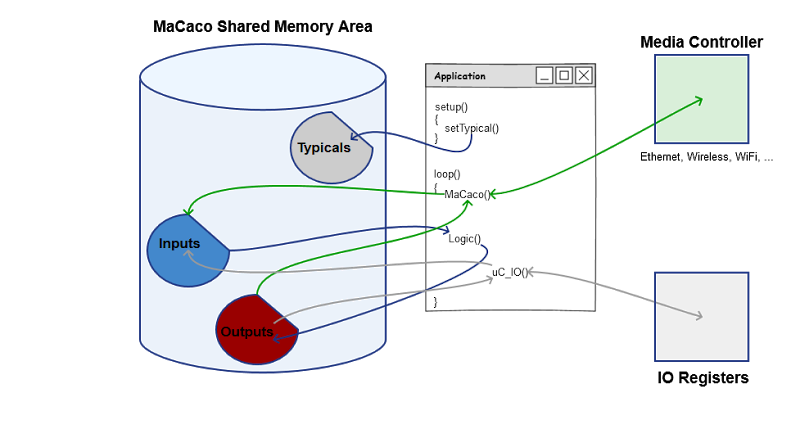 MaCaco Shared Memory Area
Media Controller
Application
setup()
{
setTypical()
}
Typicals
Ethernet, Wireless, WiFi, ...
loop()
{
MaCaco()
Inputs
Logic()
uC_IO()
}
Outputs
IO Registers